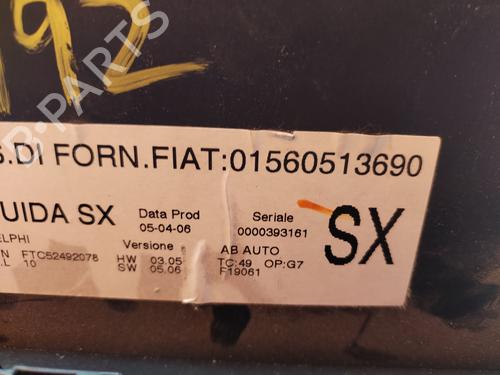 192
B-PARTS
S.DI FORN.FIAT:01560513690
UIDA SX
Data Prod
05-04-06
Seriale
0000393161
SX
ELPHI
N FTC52492078
.L 10
Versione
HW 03.05
SW 05.06
AB AUTO
TC:49 OP:G7
F19061